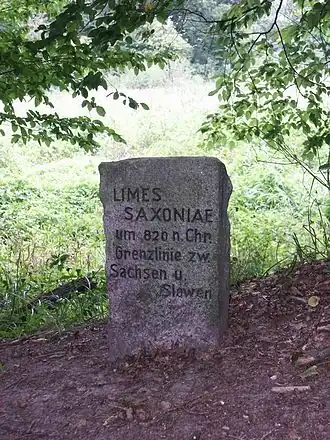 LIMES
SAXONIAE
um 820 n. Chr.
Grenzlinie zw.
Sachsen u.
Slawen